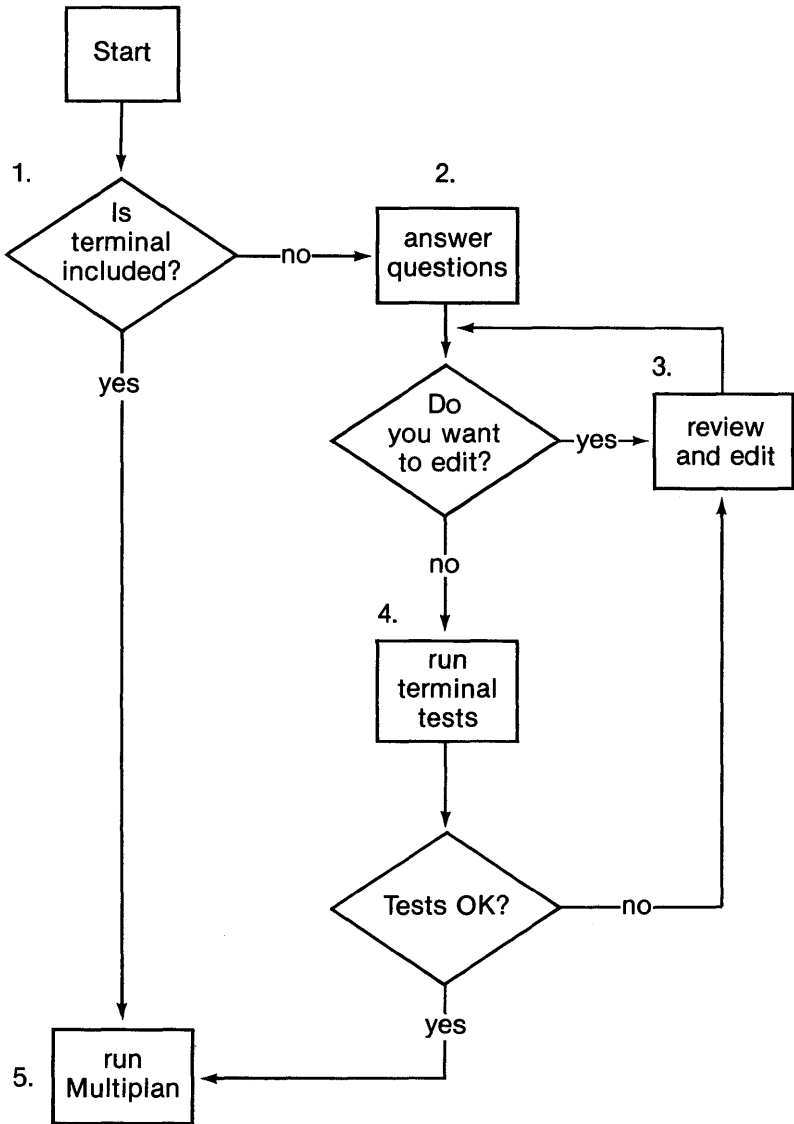 Start
1.
Is
terminal
included?
no
2.
answer
questions
yes
3.
Do
you want
to edit?
yes
review
and edit
no
4.
run
terminal
tests
Tests OK?
no
yes
5.
run
Multiplan